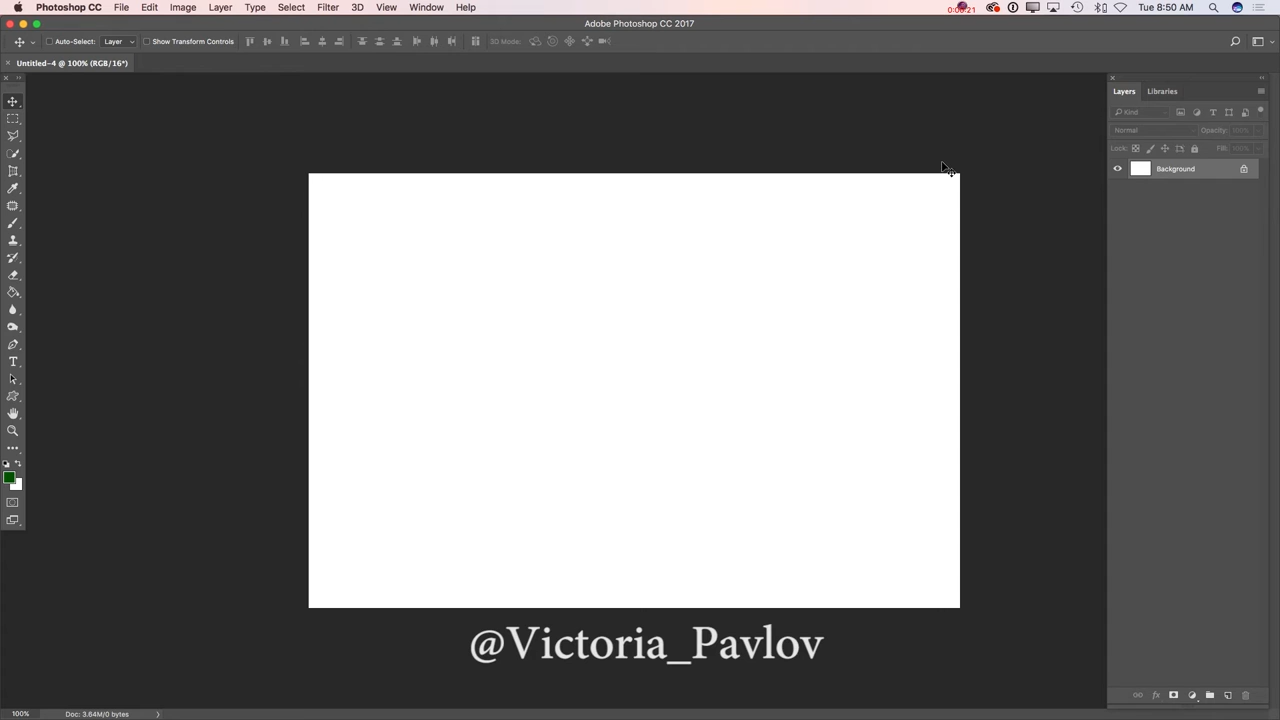 Photoshop CC File Edit Image Layer Type Select Filter 3D View Window Help Tue 8:50 AM
Adobe Photoshop CC 2017
Auto-Select: Layer Show Transform Controls 3D Mode:
Untitled-4 @ 100% (RGB/16*)
Layers Libraries
Kind
Normal Opacity: 100%
Lock: Fill: 100%
Background
@Victoria_Pavlov
100% Doc: 3.64M/0 bytes